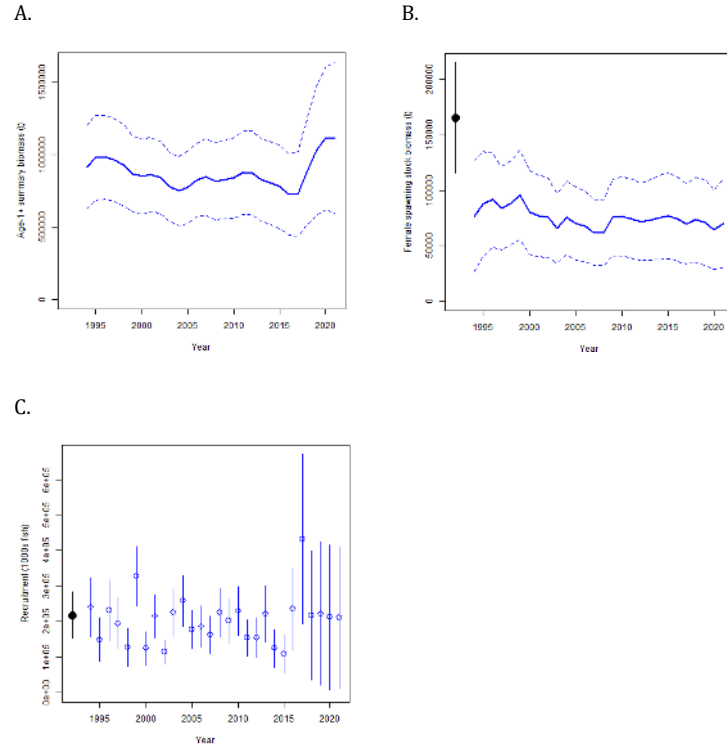 A.
B.
Age-1+ summary biomass (t)
0 500000 1000000 1500000
1995 2000 2005 2010 2015 2020
Year
Female spawning stock biomass (t)
0 50000 100000 150000 200000
1995 2000 2005 2010 2015 2020
Year
C.
Recruitment (1000s fish)
0e+00 1e+05 2e+05 3e+05 4e+05 5e+05 6e+05
1995 2000 2005 2010 2015 2020
Year